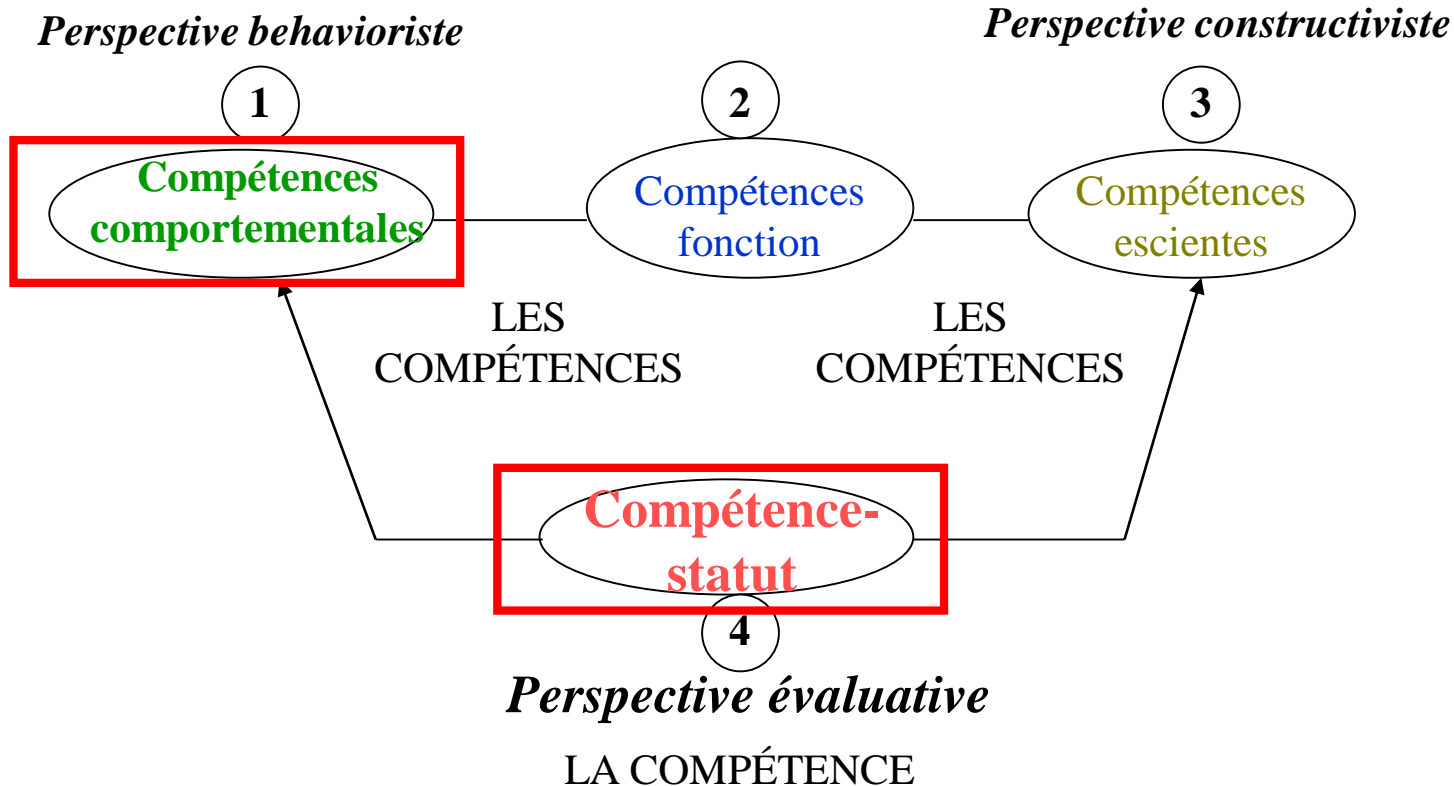 Perspective behavioriste
Perspective constructiviste
1
2
3
Compétences
comportementales
Compétences
fonction
Compétences
escientes
LES
COMPÉTENCES
LES
COMPÉTENCES
Compétence-
statut
4
Perspective évaluative
LA COMPÉTENCE